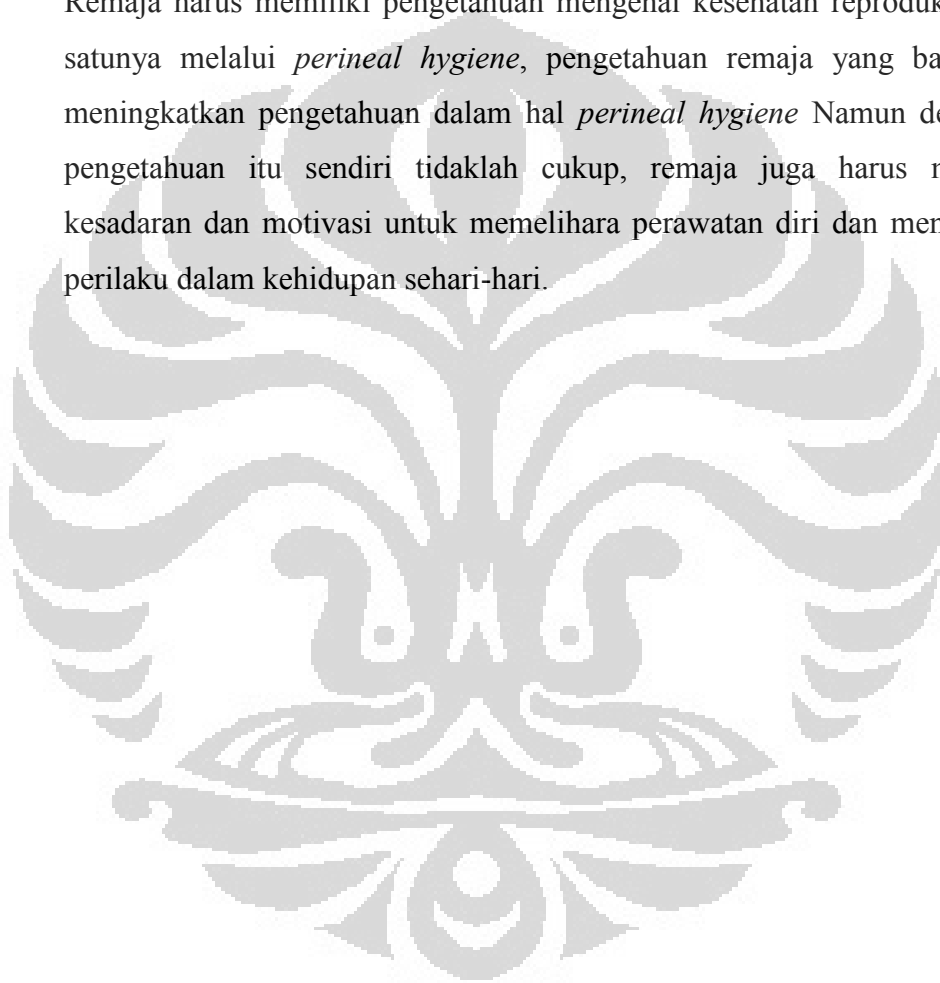 Remaja harus memiliki pengetahuan mengenai kesehatan reproduk
satunya melalui perineal hygiene, pengetahuan remaja yang ba
meningkatkan pengetahuan dalam hal perineal hygiene Namun de
pengetahuan itu sendiri tidaklah cukup, remaja juga harus m
kesadaran dan motivasi untuk memelihara perawatan diri dan men
perilaku dalam kehidupan sehari-hari.